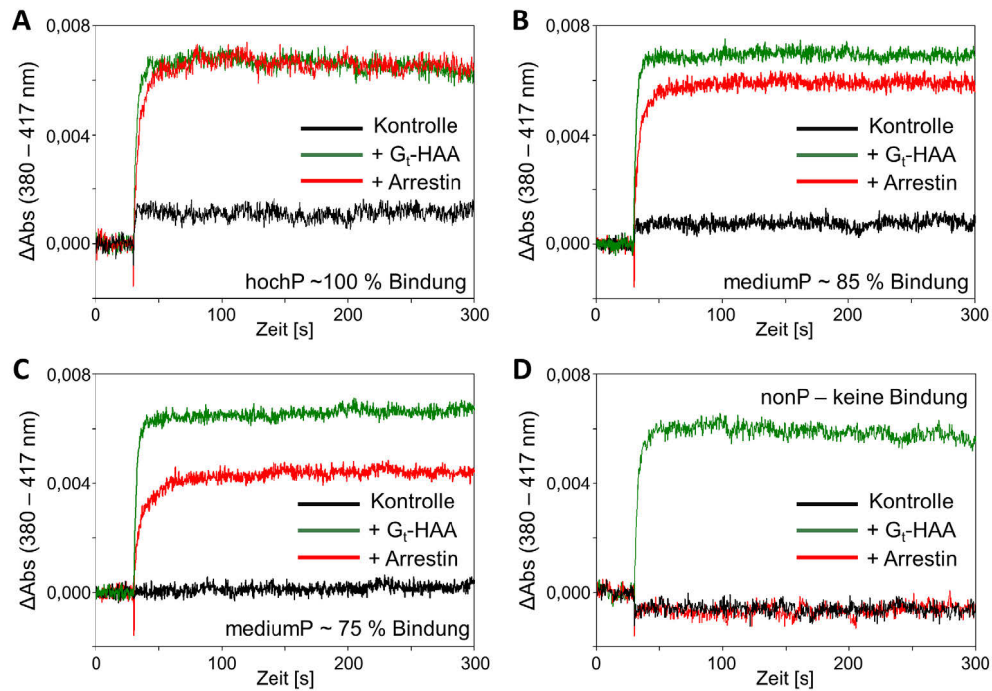 A
ΔAbs (380 – 417 nm)
0,008
0,004
0,000
Kontrolle
+ Gt-HAA
+ Arrestin
hochP ~100 % Bindung
0 100 200 300
Zeit [s]
B
ΔAbs (380 – 417 nm)
0,008
0,004
0,000
Kontrolle
+ Gt-HAA
+ Arrestin
mediumP ~ 85 % Bindung
0 100 200 300
Zeit [s]
C
ΔAbs (380 – 417 nm)
0,008
0,004
0,000
Kontrolle
+ Gt-HAA
+ Arrestin
mediumP ~ 75 % Bindung
0 100 200 300
Zeit [s]
D
ΔAbs (380 – 417 nm)
0,008
0,004
0,000
nonP – keine Bindung
Kontrolle
+ Gt-HAA
+ Arrestin
0 100 200 300
Zeit [s]